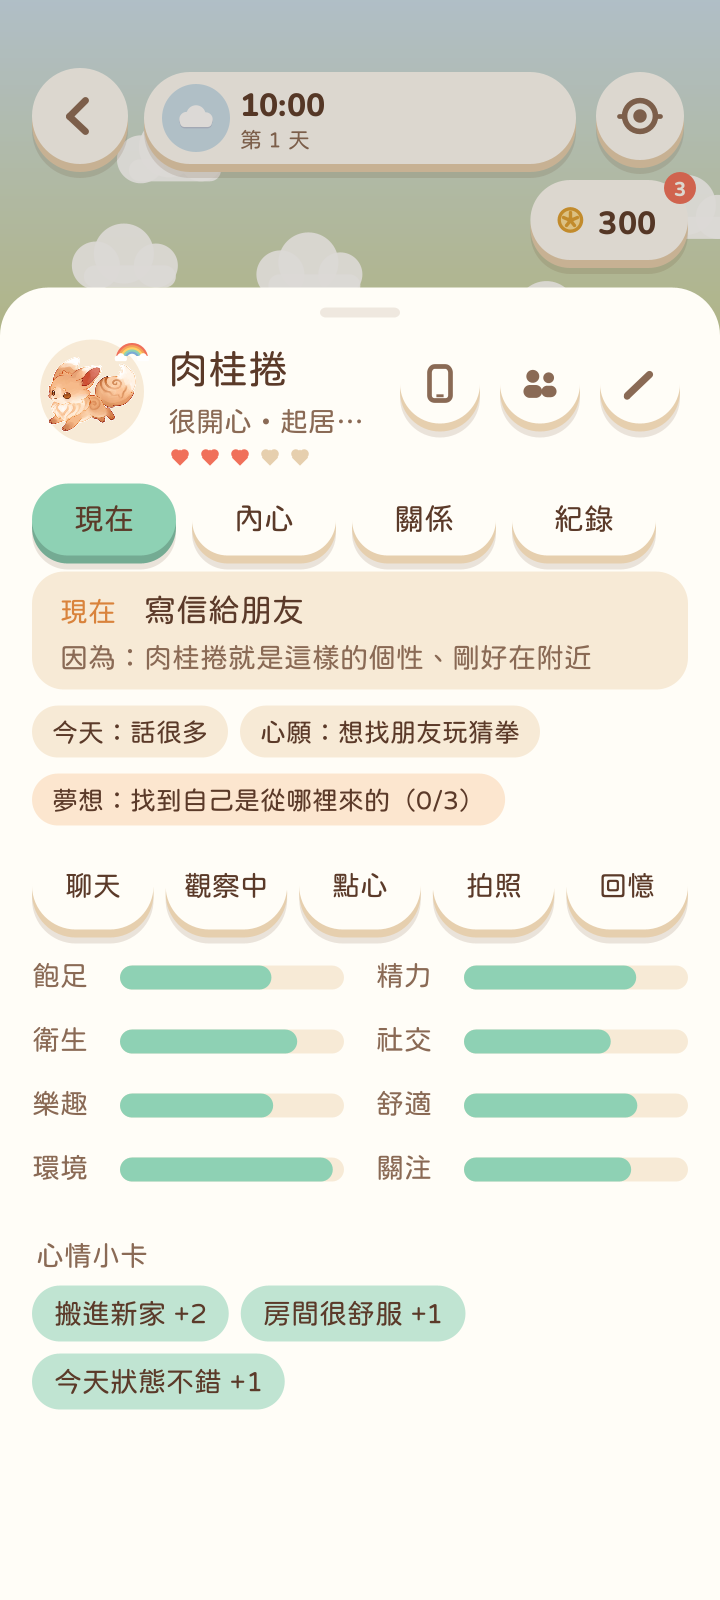 10:00
第 1 天
3
300
肉桂捲
很開心・起居…
現在 內心 關係 紀錄
現在 寫信給朋友
因為：肉桂捲就是這樣的個性、剛好在附近
今天：話很多 心願：想找朋友玩猜拳
夢想：找到自己是從哪裡來的（0/3）
聊天 觀察中 點心 拍照 回憶
飽足 精力
衛生 社交
樂趣 舒適
環境 關注
心情小卡
搬進新家 +2 房間很舒服 +1
今天狀態不錯 +1